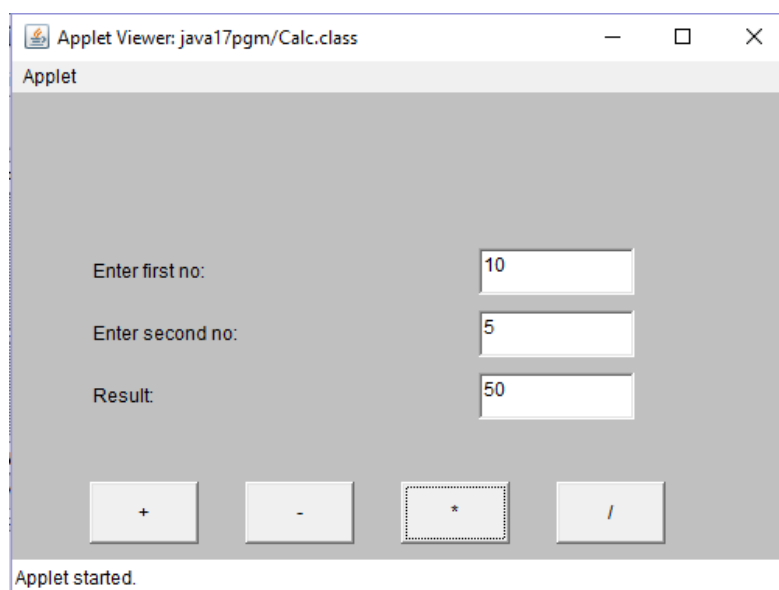 Applet Viewer: java17pgm/Calc.class
Applet
Enter first no: 10
Enter second no: 5
Result: 50
+ - * /
Applet started.